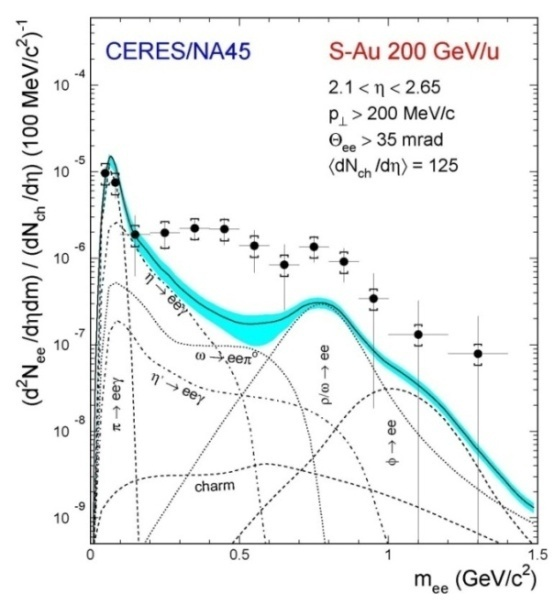 CERES/NA45
S-Au 200 GeV/u
2.1 < η < 2.65
p⊥ > 200 MeV/c
Θee > 35 mrad
⟨dNch /dη⟩ = 125
(d²Nee /dηdm) / (dNch /dη) (100 MeV/c²)⁻¹
10⁻⁴
10⁻⁵
10⁻⁶
10⁻⁷
10⁻⁸
10⁻⁹
η → eeγ
ω → eeπ⁰
η' → eeγ
π → eeγ
ρ/ω → ee
ϕ → ee
charm
0
0.5
1
1.5
mee (GeV/c²)